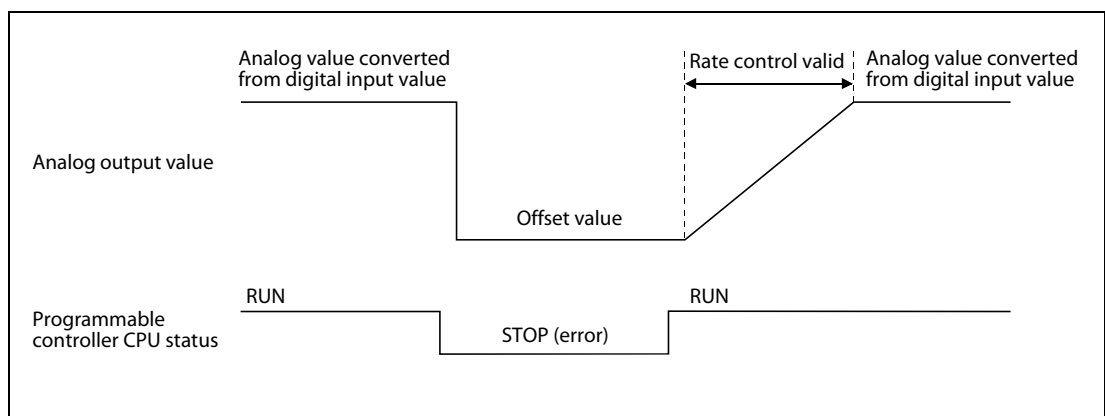 Analog value converted
from digital input value
Rate control valid
Analog value converted
from digital input value
Analog output value
Offset value
RUN
RUN
Programmable
controller CPU status
STOP (error)